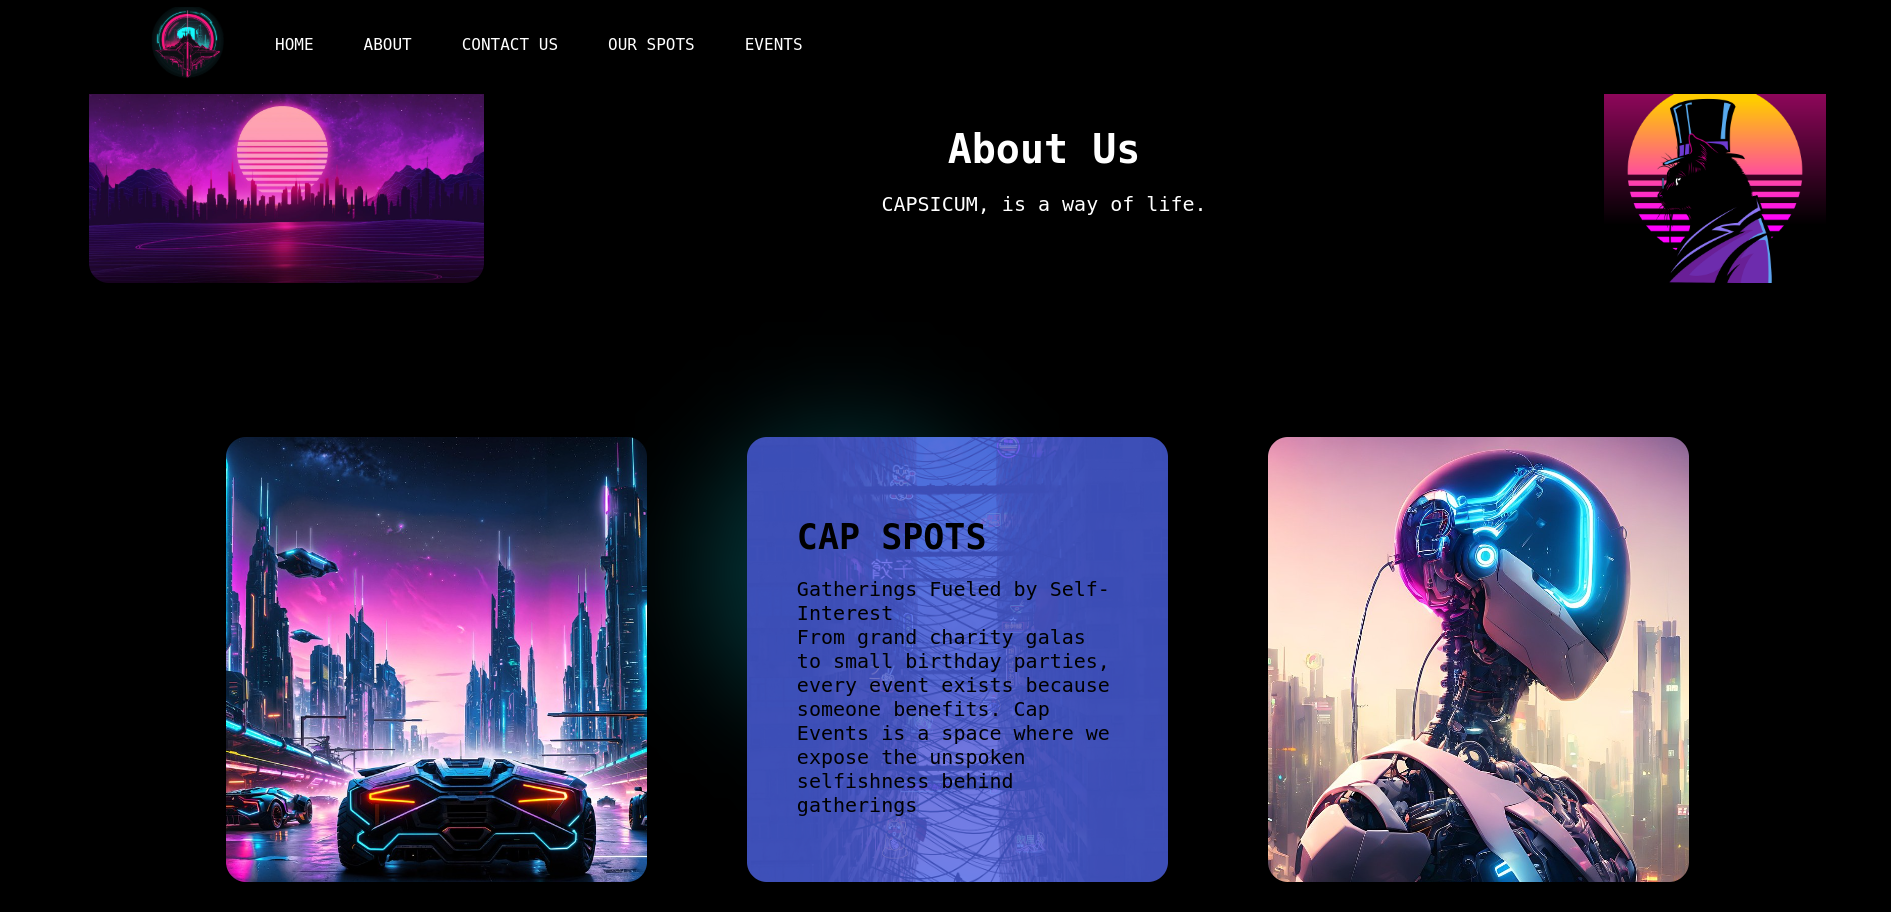 HOME ABOUT CONTACT US OUR SPOTS EVENTS
About Us
CAPSICUM, is a way of life.
CAP SPOTS
Gatherings Fueled by Self-
Interest
From grand charity galas
to small birthday parties,
every event exists because
someone benefits. Cap
Events is a space where we
expose the unspoken
selfishness behind
gatherings
餃子